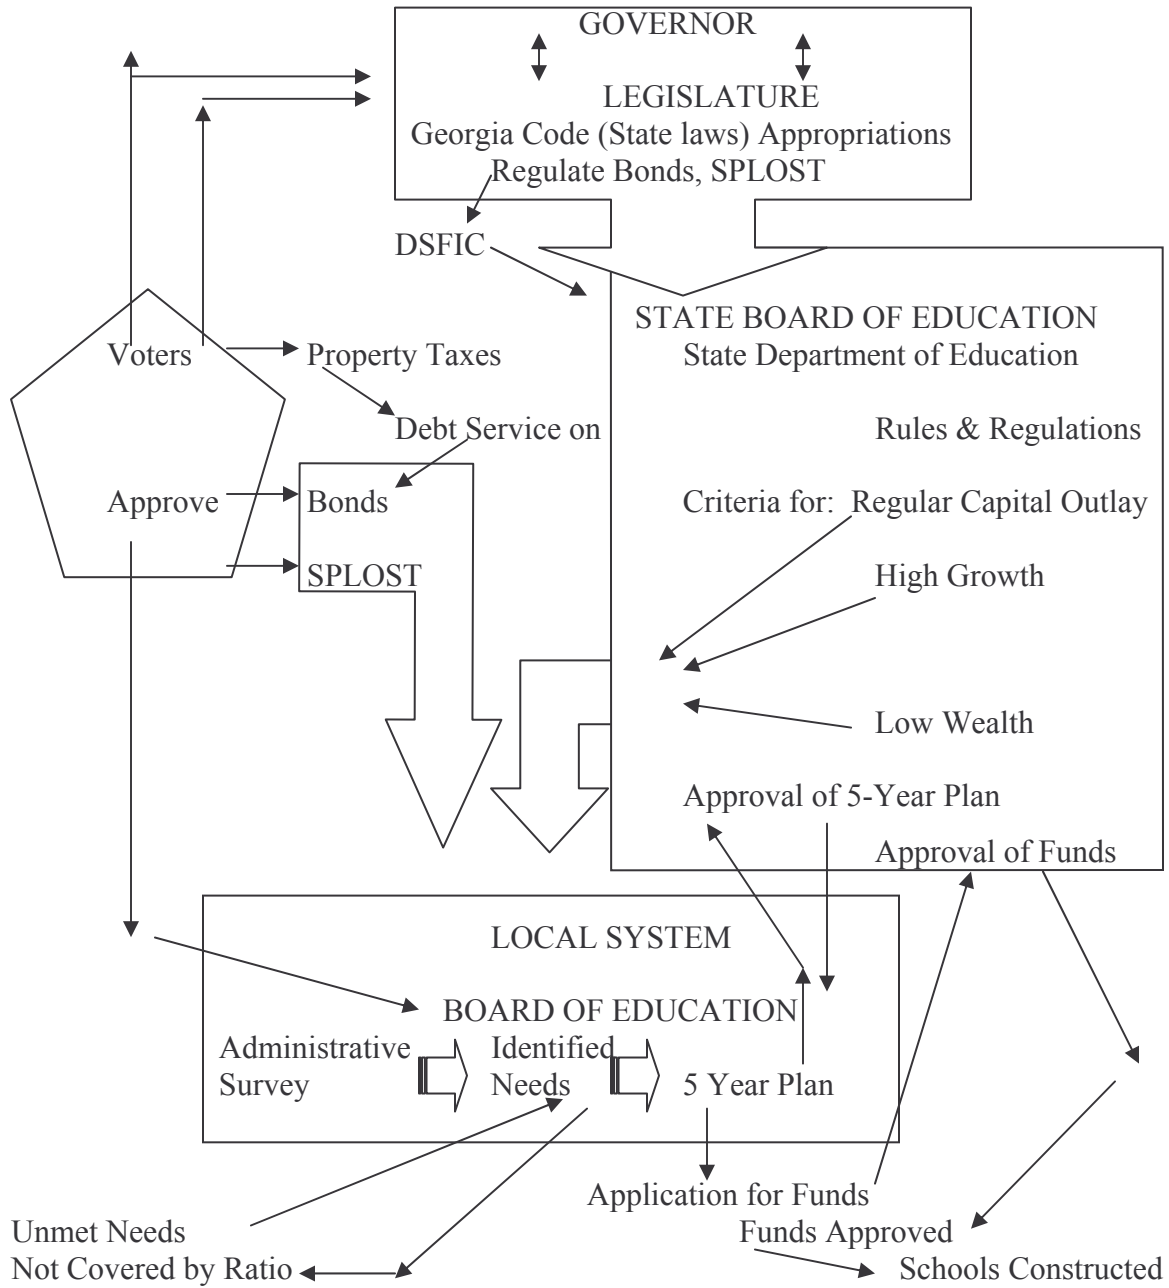 GOVERNOR
LEGISLATURE
Georgia Code (State laws) Appropriations
Regulate Bonds, SPLOST
DSFIC
STATE BOARD OF EDUCATION
State Department of Education
Voters
Property Taxes
Debt Service on
Rules & Regulations
Approve
Bonds
Criteria for: Regular Capital Outlay
SPLOST
High Growth
Low Wealth
Approval of 5-Year Plan
Approval of Funds
LOCAL SYSTEM
BOARD OF EDUCATION
Administrative
Survey
Identified
Needs
5 Year Plan
Application for Funds
Unmet Needs
Not Covered by Ratio
Funds Approved
Schools Constructed